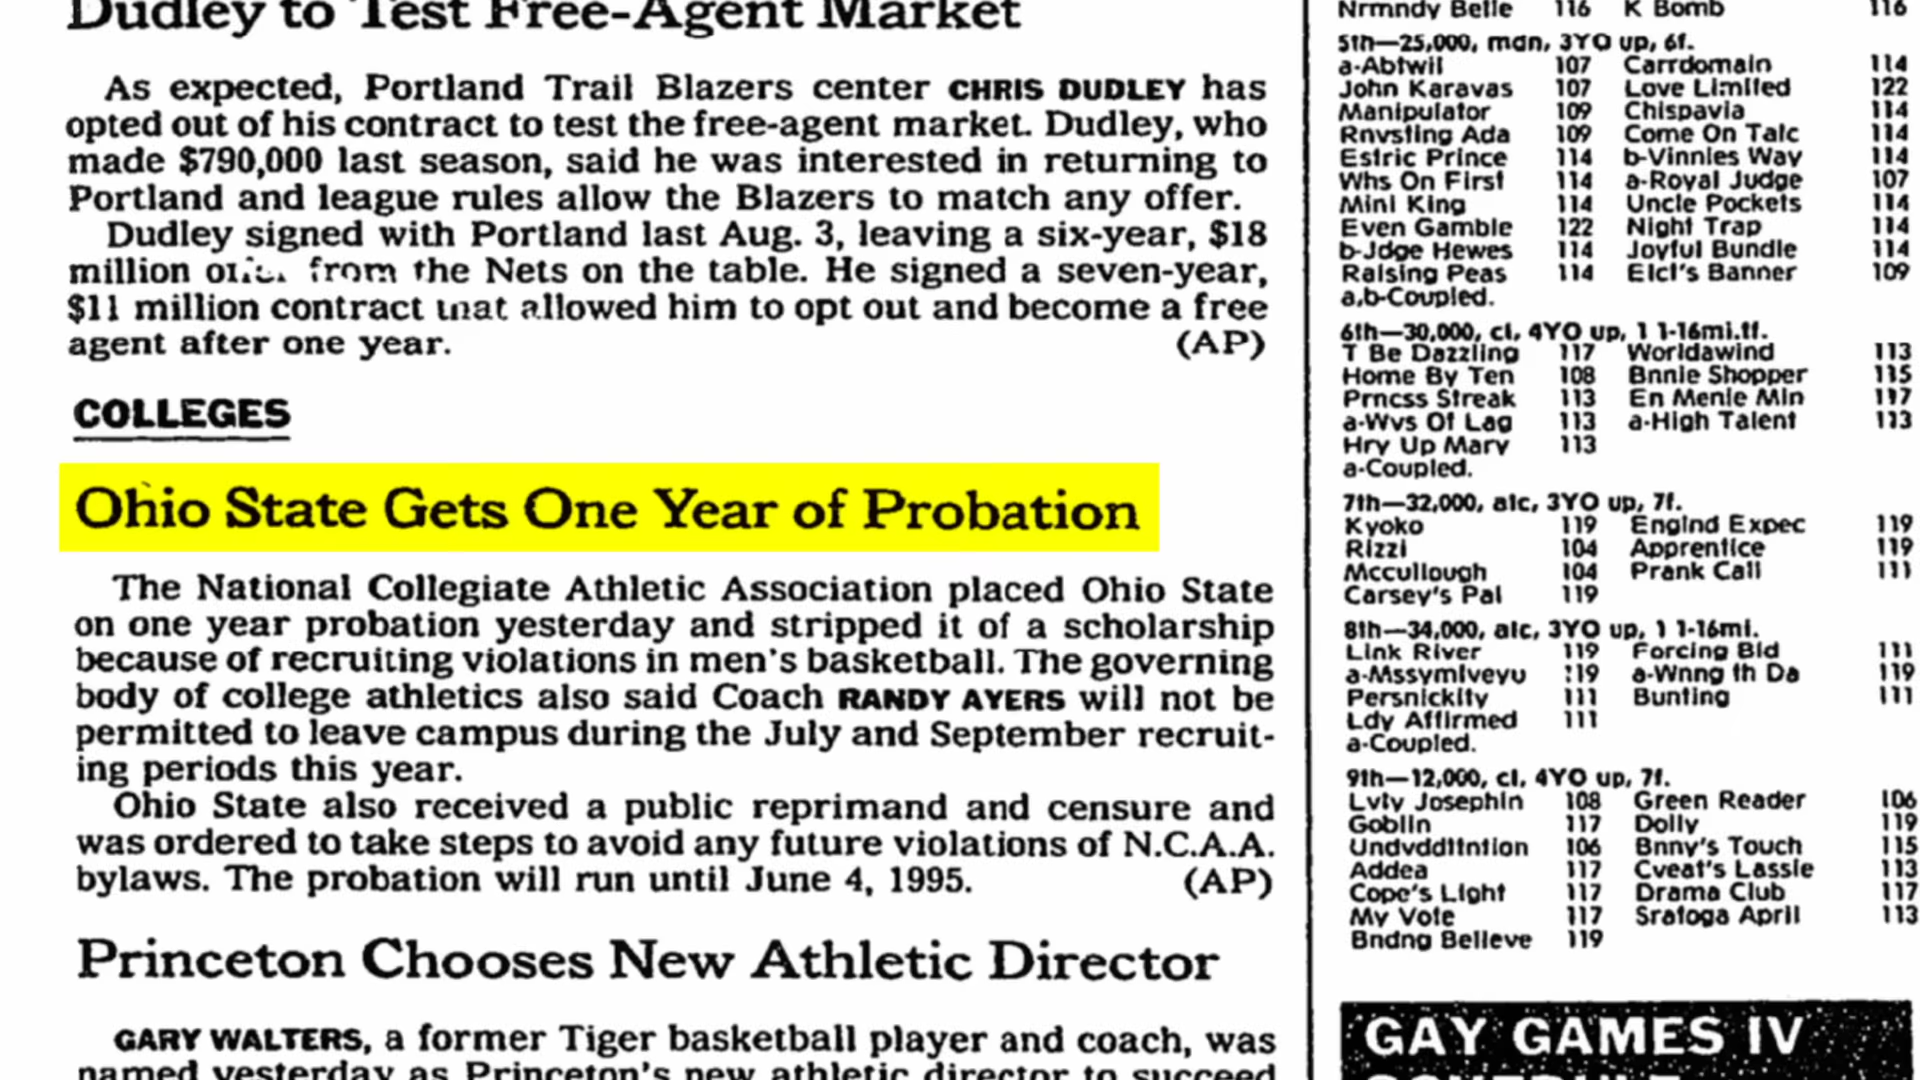 Dudley to Test Free-Agent Market
As expected, Portland Trail Blazers center CHRIS DUDLEY has
opted out of his contract to test the free-agent market. Dudley, who
made $790,000 last season, said he was interested in returning to
Portland and league rules allow the Blazers to match any offer.
Dudley signed with Portland last Aug. 3, leaving a six-year, $18
million from the Nets on the table. He signed a seven-year,
$11 million contract that allowed him to opt out and become a free
agent after one year. (AP)
COLLEGES
Ohio State Gets One Year of Probation
The National Collegiate Athletic Association placed Ohio State
on one year probation yesterday and stripped it of a scholarship
because of recruiting violations in men's basketball. The governing
body of college athletics also said Coach RANDY AYERS will not be
permitted to leave campus during the July and September recruit-
ing periods this year.
Ohio State also received a public reprimand and censure and
was ordered to take steps to avoid any future violations of N.C.A.A.
bylaws. The probation will run until June 4, 1995. (AP)
Princeton Chooses New Athletic Director
GARY WALTERS, a former Tiger basketball player and coach, was
named yesterday as Princeton's new athletic director to succeed
Nrmndy Belle 116 K Bomb 116
5th—25,000, mdn, 3YO up, 6f.
a-Abtwil 107 Carrdomain 114
John Karavas 107 Love Limited 122
Manipulator 109 Chispavia 114
Rnvsting Ada 109 Come On Talc 114
Estric Prince 114 b-Vinnies Way 114
Whs On First 114 a-Royal Judge 107
Mini King 114 Uncle Pockets 114
Even Gamble 122 Night Trap 114
b-Jdge Hewes 114 Joyful Bundle 114
Raising Peas 114 Elci's Banner 109
a,b-Coupled.
6th—30,000, cl, 4YO up, 1 1-16mi.tf.
T Be Dazzling 117 Worldawind 113
Home By Ten 108 Bnnie Shopper 115
Prncss Streak 113 En Menie Min 117
a-Wvs Of Lag 113 a-High Talent 113
Hry Up Mary 113
a-Coupled.
7th—32,000, alc, 3YO up, 7f.
Kyoko 119 Englnd Expec 119
Rizzi 104 Apprentice 119
Mccullough 104 Prank Call 111
Carsey's Pal 119
8th—34,000, alc, 3YO up, 1 1-16mi.
Link River 119 Forcing Bid 111
a-Mssymiveyu 119 a-Wnng th Da 119
Persnickity 111 Bunting 111
Ldy Affirmed 111
a-Coupled.
9th—12,000, cl, 4YO up, 7f.
Lvly Josephin 108 Green Reader 106
Goblin 117 Dolly 119
Undvddttntion 106 Bnny's Touch 115
Addea 117 Cveat's Lassie 113
Cope's Light 117 Drama Club 117
My Vote 117 Sratoga April 113
Bndng Believe 119
GAY GAMES IV